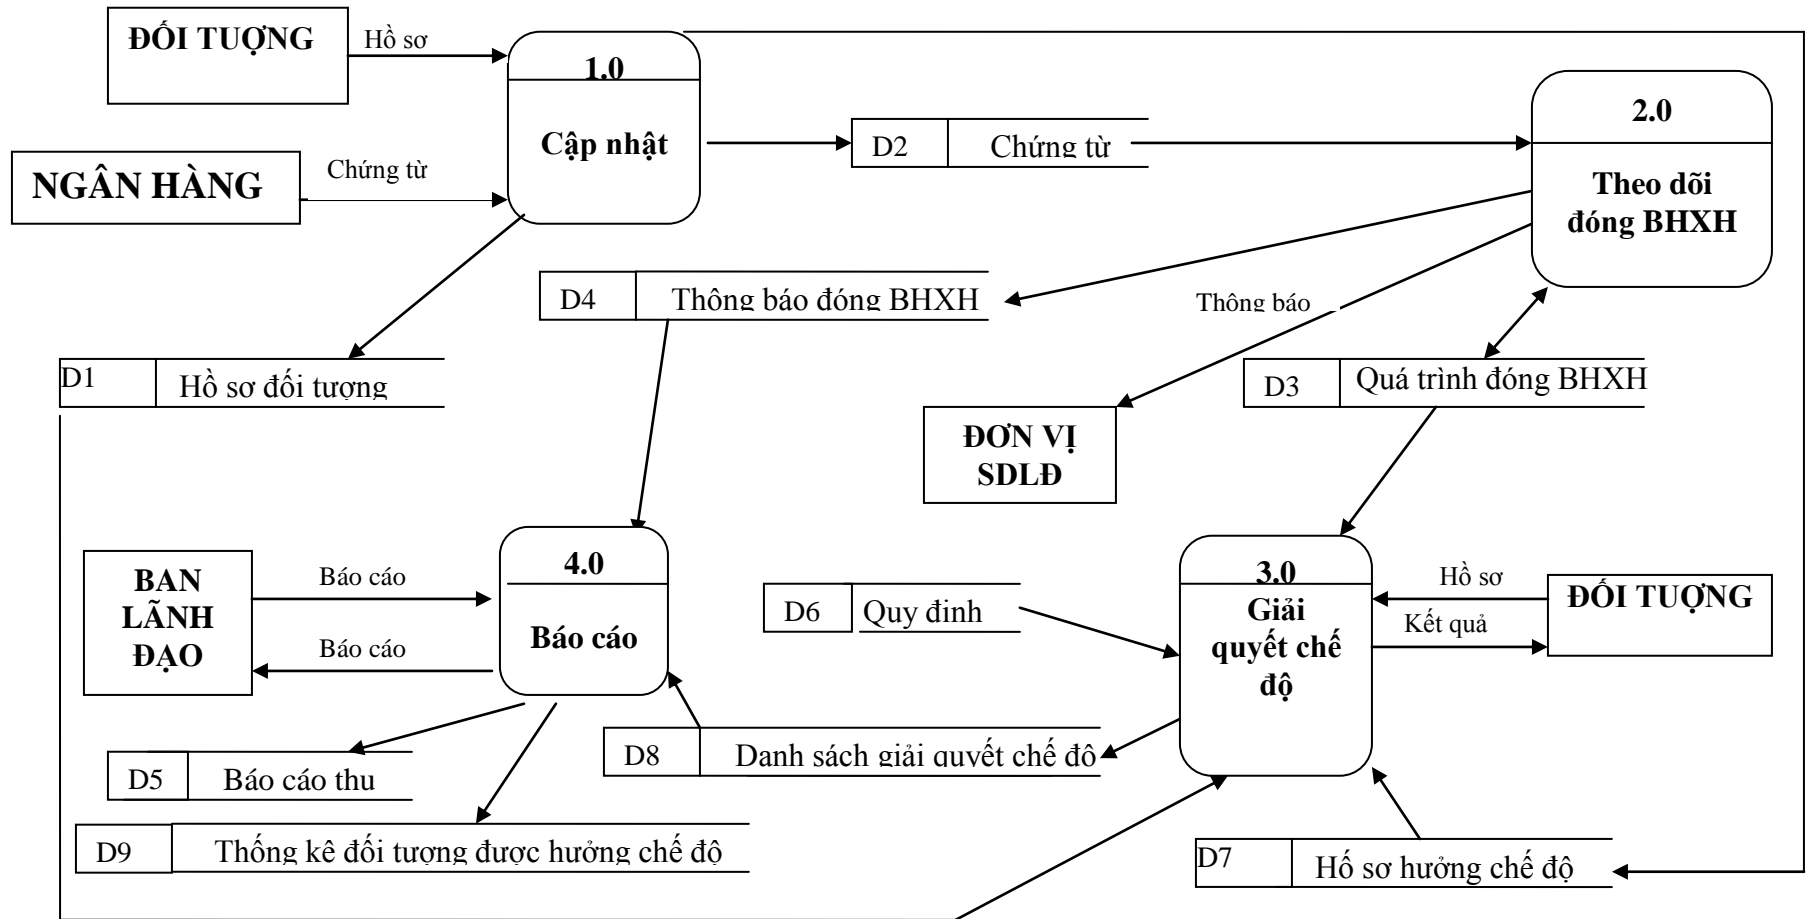 ĐỐI TUỢNG
Hồ sơ
1.0
Cập nhật
2.0
Theo dõi
đóng BHXH
D2 Chứng từ
NGÂN HÀNG
Chứng từ
D4 Thông báo đóng BHXH
Thông báo
D1 Hồ sơ đối tượng
D3 Quá trình đóng BHXH
ĐƠN VỊ
SDLĐ
BAN
LÃNH
ĐẠO
Báo cáo
Báo cáo
4.0
Báo cáo
D6 Quy đinh
3.0
Giải
quyết chế
độ
Hồ sơ
Kết quả
ĐỐI TUỢNG
D8 Danh sách giải quyết chế đô
D5 Báo cáo thu
D9 Thống kê đối tượng được hưởng chế độ
D7 Hố sơ hưởng chế độ